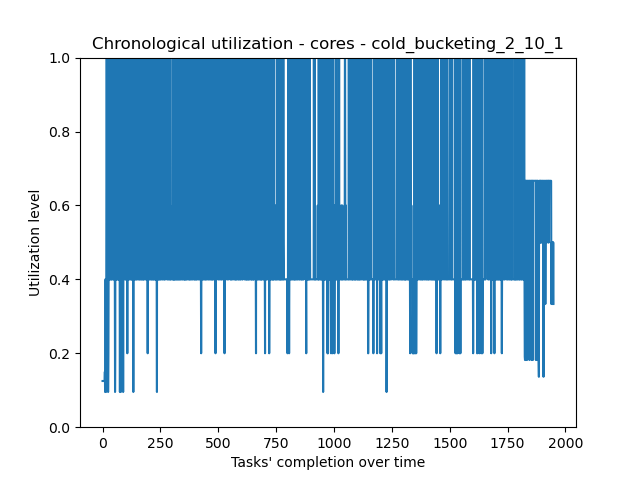 Chronological utilization - cores - cold_bucketing_2_10_1
1.0
0.8
0.6
0.4
0.2
0.0
Utilization level
0 250 500 750 1000 1250 1500 1750 2000
Tasks' completion over time